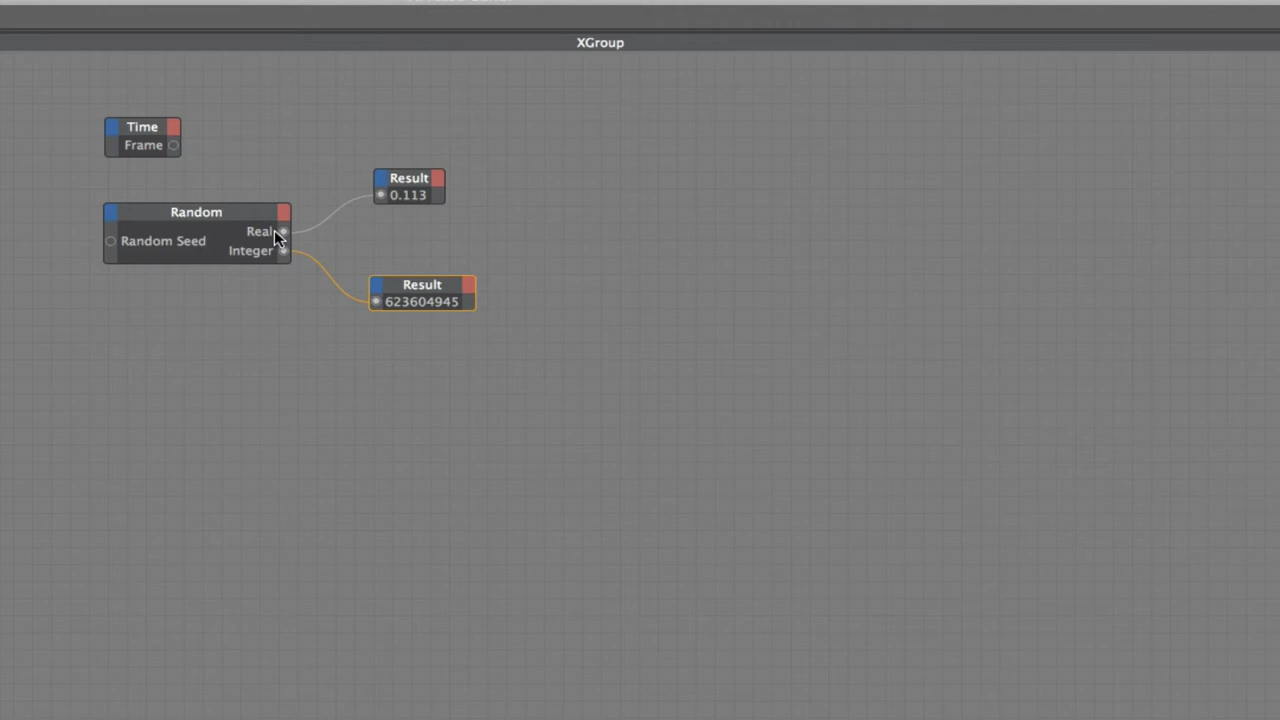 XGroup
Time
Frame
Result
0.113
Random
Real
Random Seed
Integer
Result
623604945